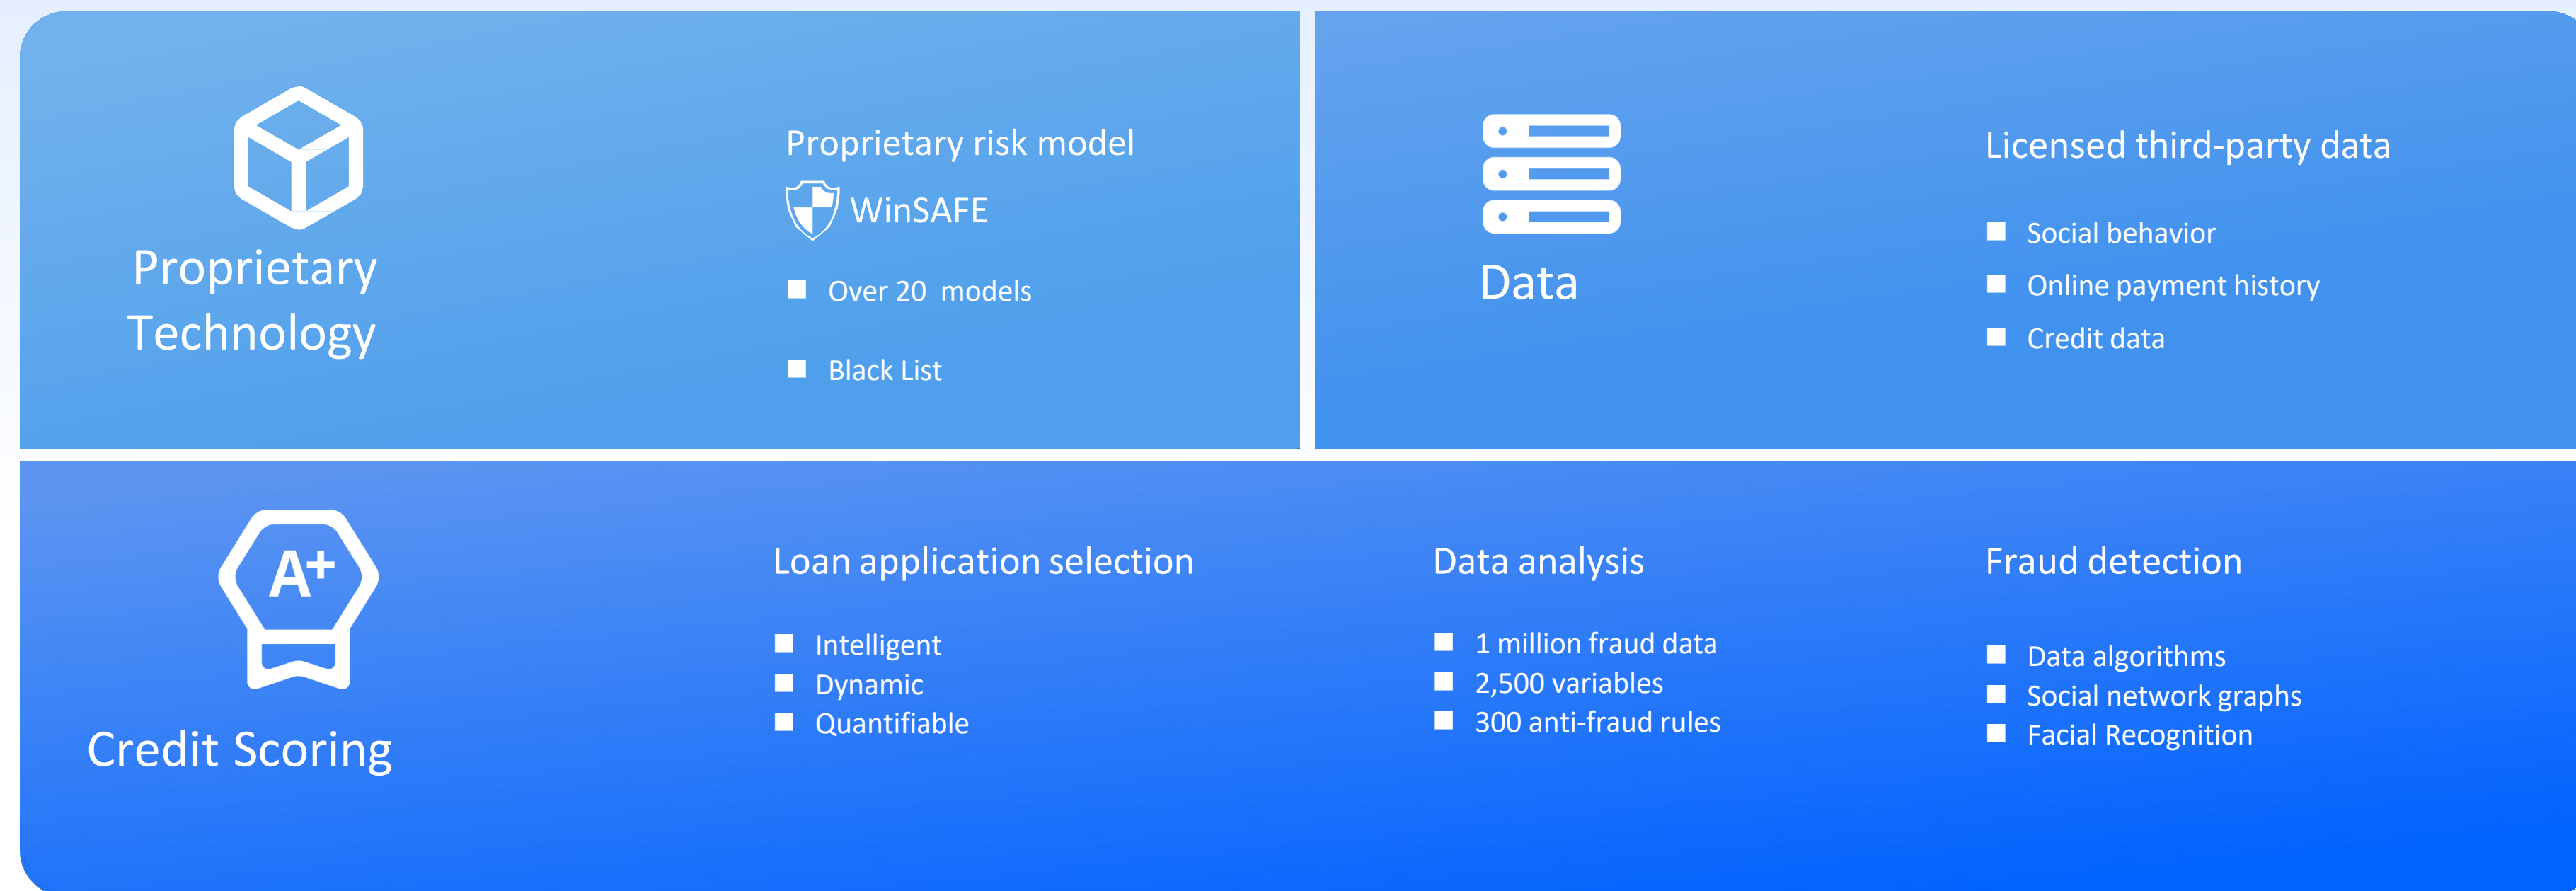 Proprietary
Technology
Proprietary risk model
WinSAFE
Over 20 models
Black List
Data
Licensed third-party data
Social behavior
Online payment history
Credit data
A+
Credit Scoring
Loan application selection
Intelligent
Dynamic
Quantifiable
Data analysis
1 million fraud data
2,500 variables
300 anti-fraud rules
Fraud detection
Data algorithms
Social network graphs
Facial Recognition